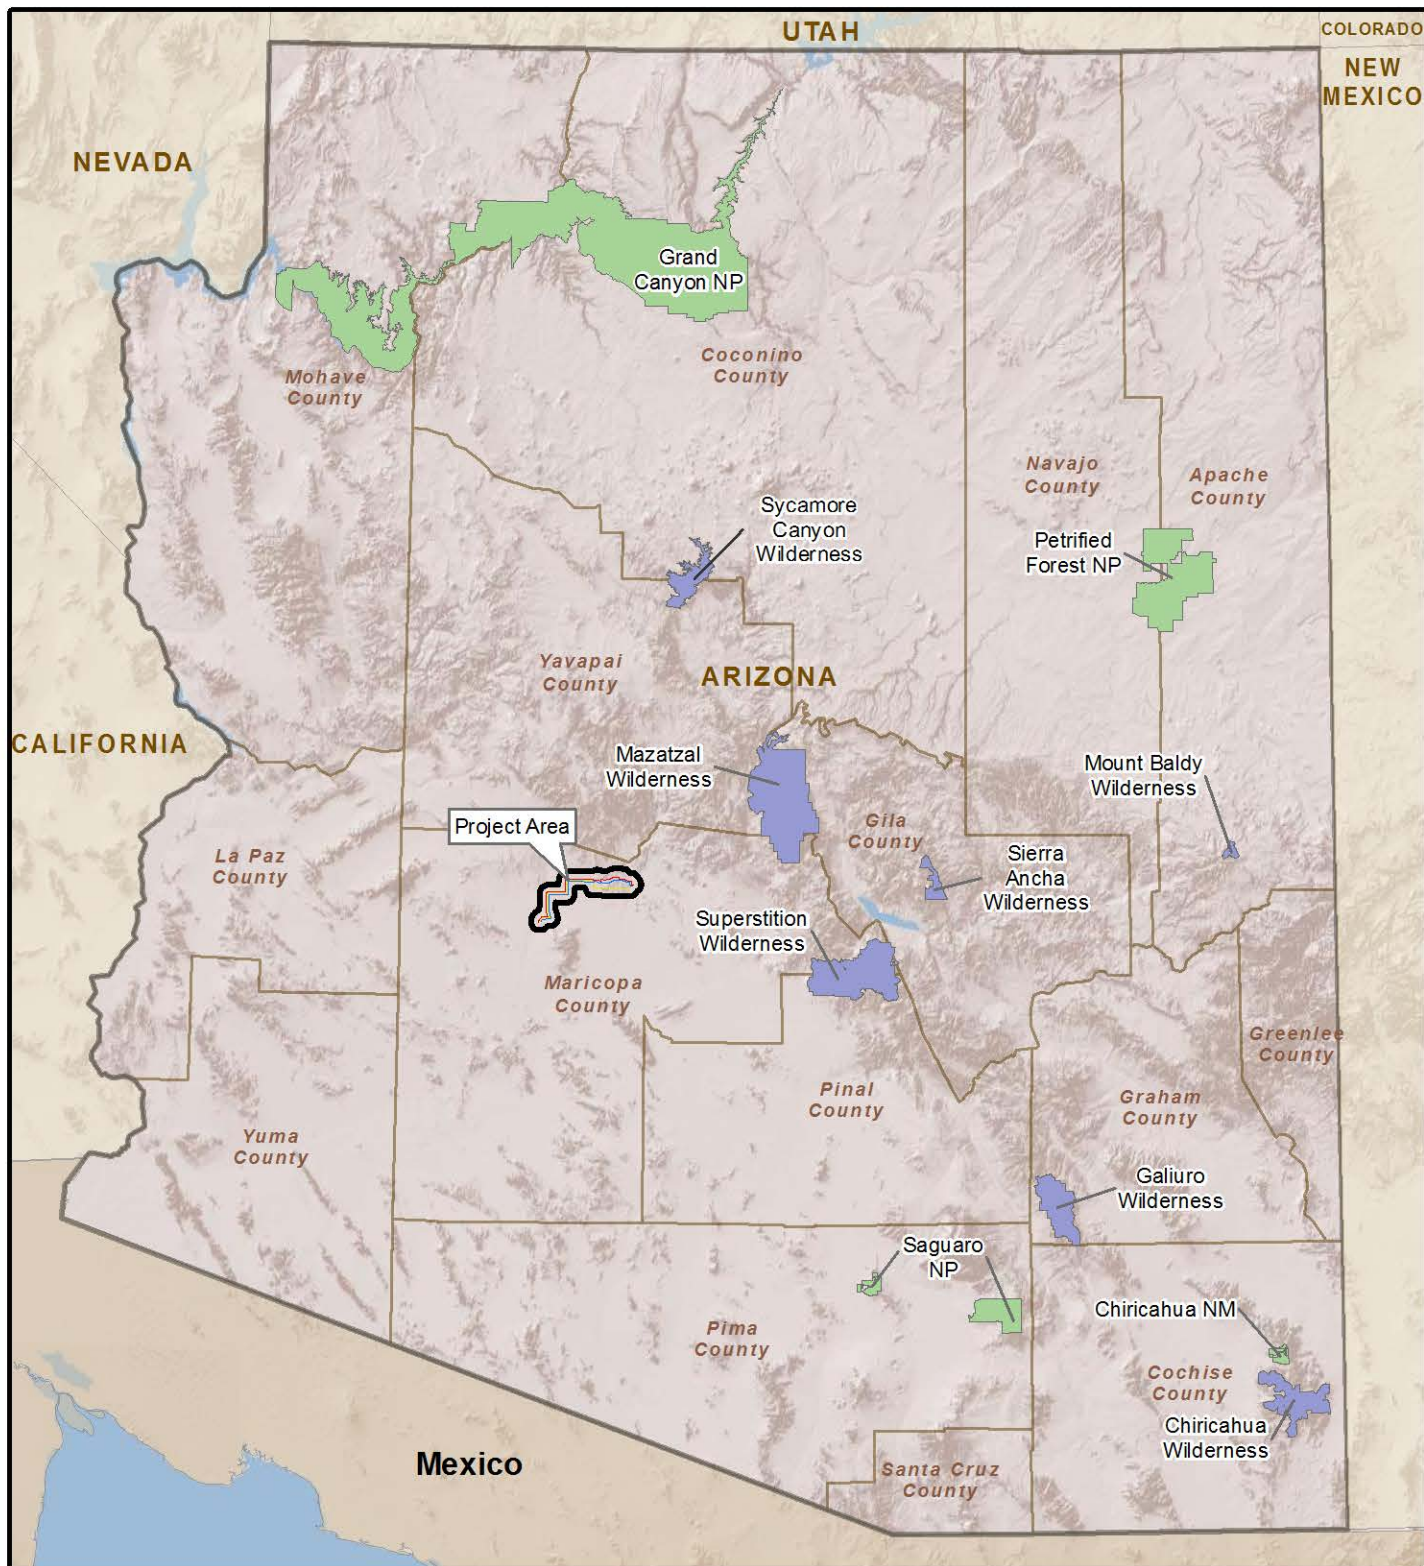 UTAH
COLORADO
NEW
MEXICO
NEVADA
Grand
Canyon NP
Coconino
County
Mohave
County
Navajo
County
Apache
County
Sycamore
Canyon
Wilderness
Petrified
Forest NP
Yavapai
County
ARIZONA
CALIFORNIA
Mazatzal
Wilderness
Mount Baldy
Wilderness
Project Area
Gila
County
La Paz
County
Sierra
Ancha
Wilderness
Superstition
Wilderness
Maricopa
County
Greenlee
County
Pinal
County
Graham
County
Yuma
County
Galiuro
Wilderness
Saguaro
NP
Chiricahua NM
Pima
County
Cochise
County
Chiricahua
Wilderness
Mexico
Santa Cruz
County